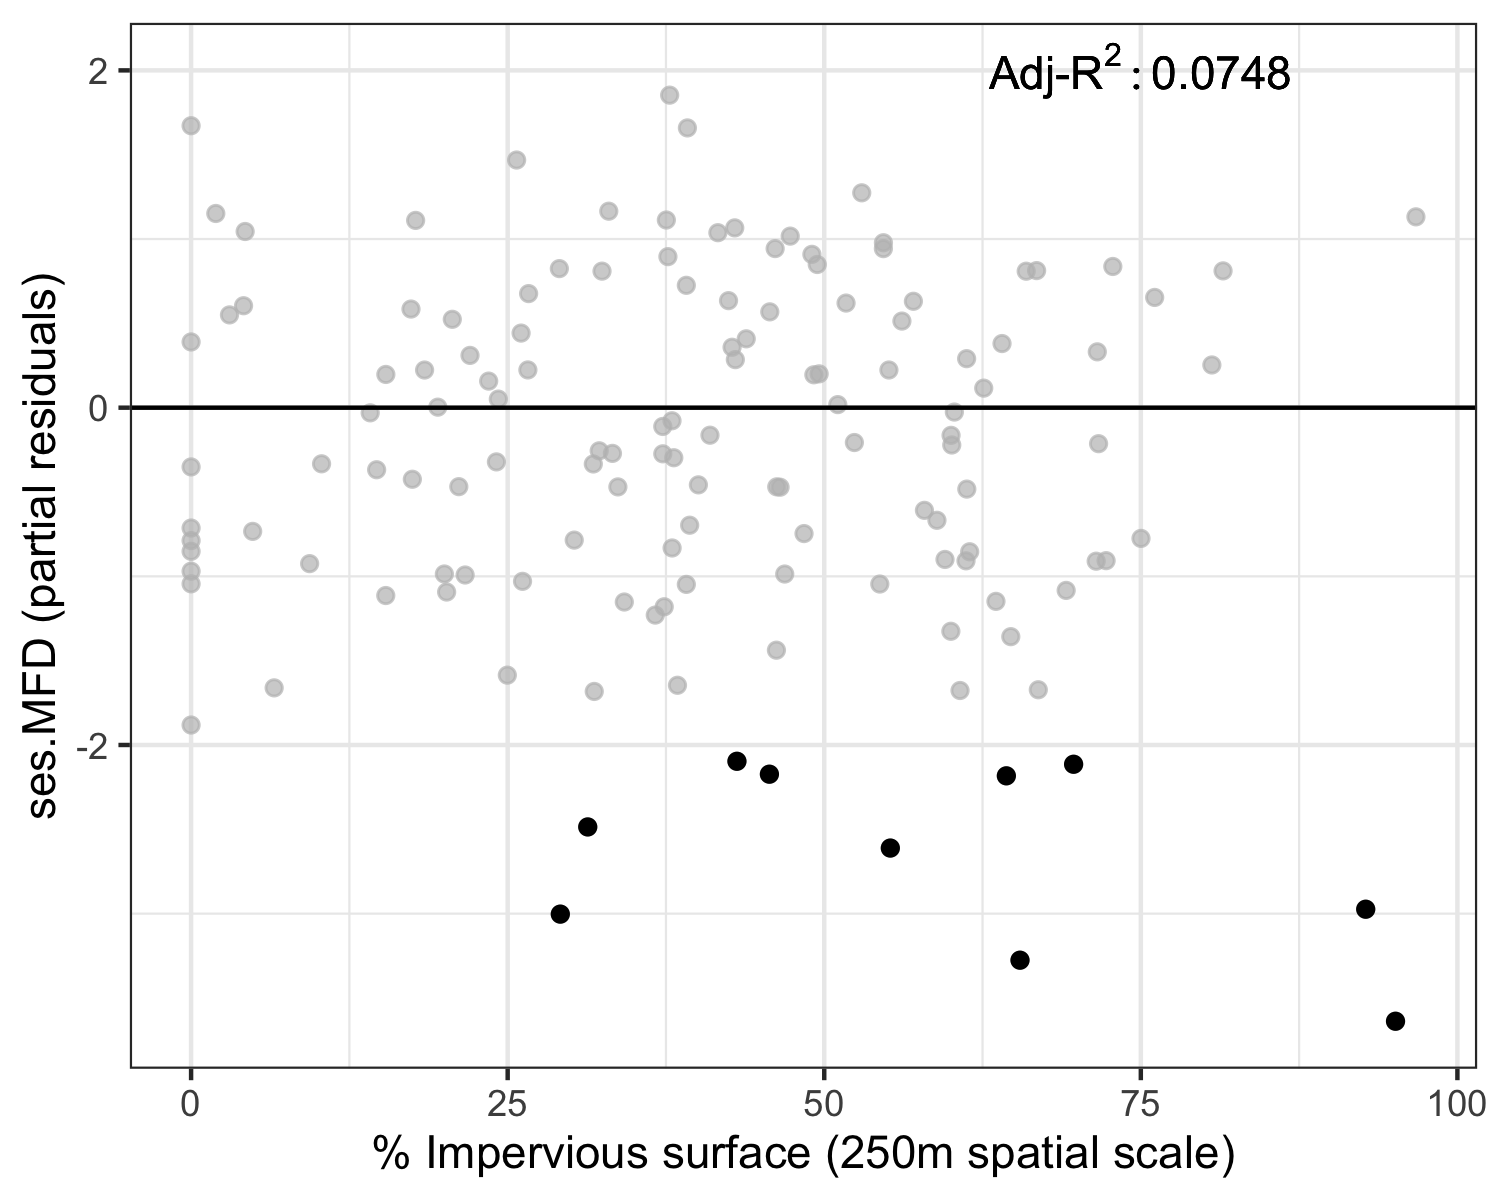 Adj-R²:0.0748
2
0
-2
ses.MFD (partial residuals)
0 25 50 75 100
% Impervious surface (250m spatial scale)